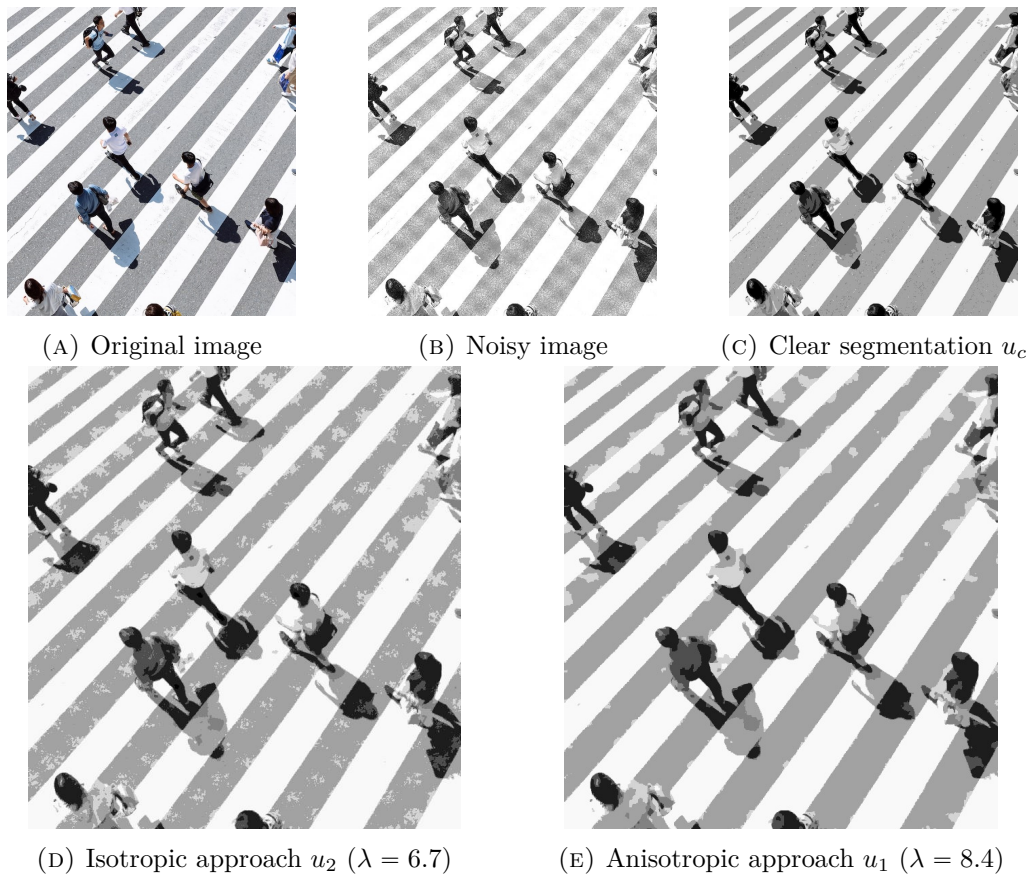 (A) Original image
(B) Noisy image
(C) Clear segmentation u_c
(D) Isotropic approach u_2 (λ = 6.7)
(E) Anisotropic approach u_1 (λ = 8.4)